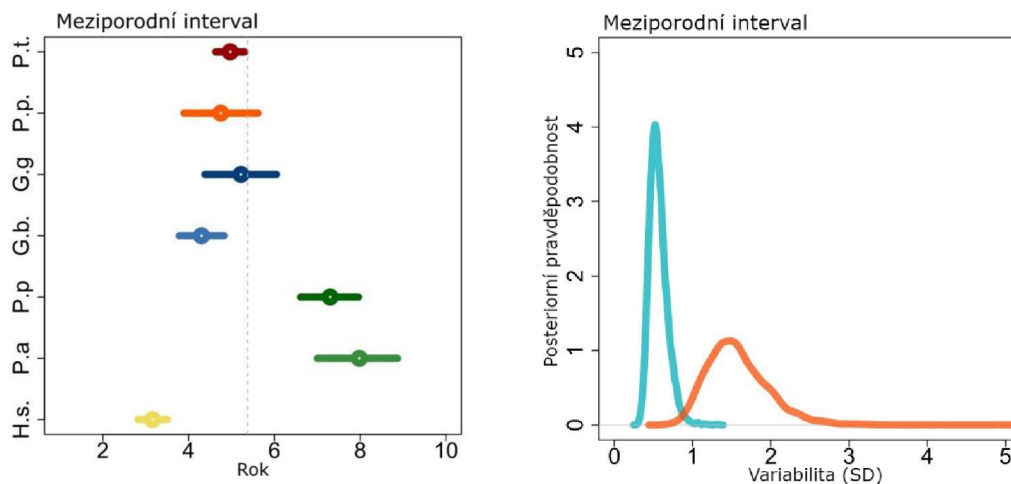 Meziporodní interval
P.t.
P.p.
G.g
G.b.
P.p
P.a
H.s.
2 4 6 8 10
Rok
Meziporodní interval
Posteriorní pravděpodobnost
5
4
3
2
1
0
0 1 2 3 4 5
Variabilita (SD)